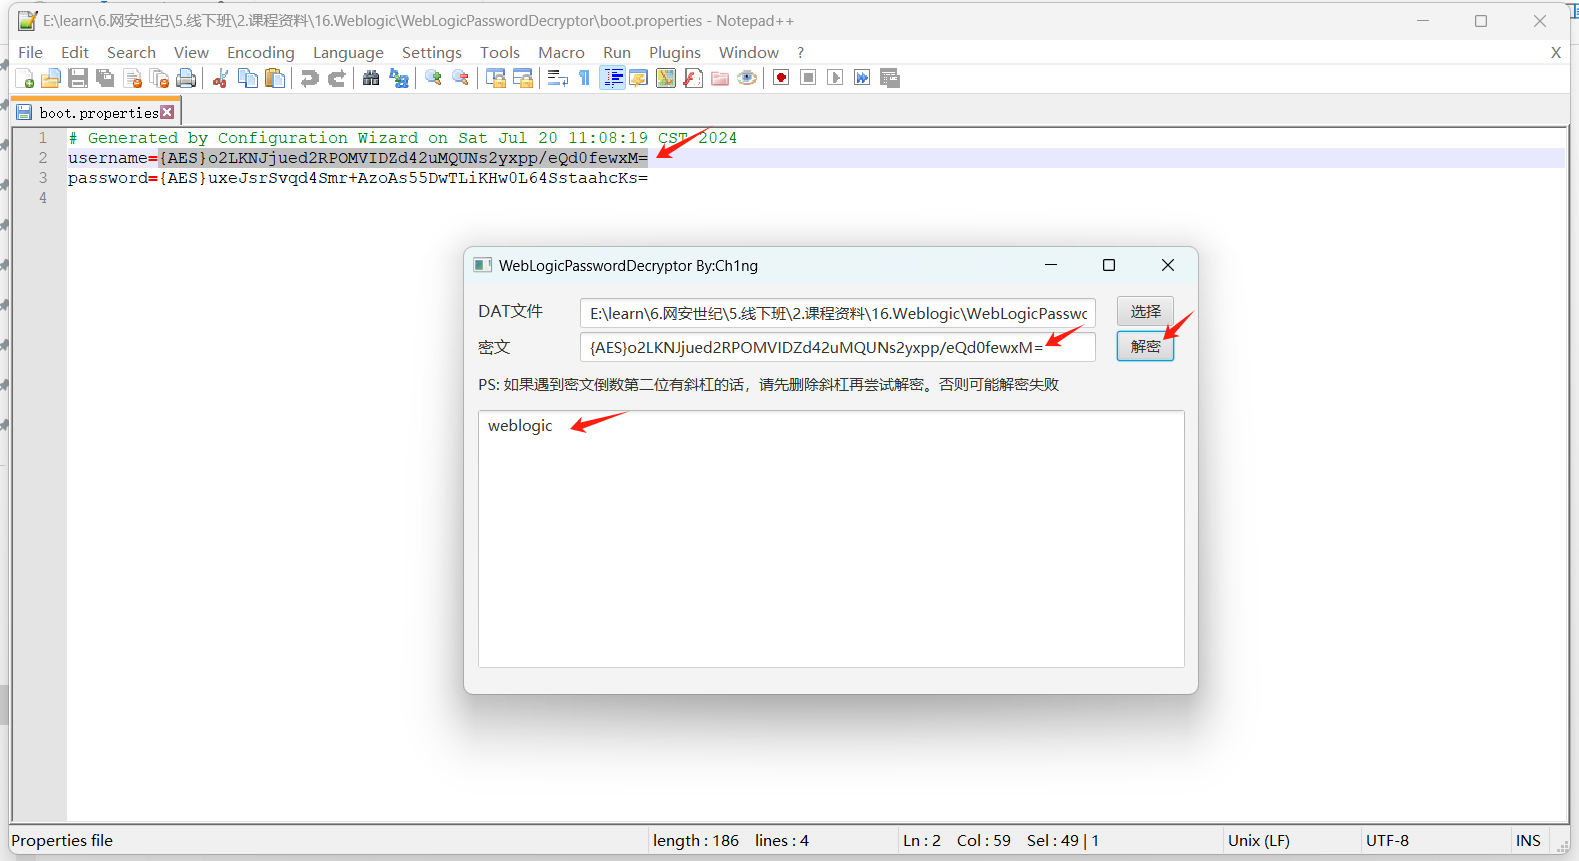 E:\learn\6.网安世纪\5.线下班\2.课程资料\16.Weblogic\WebLogicPasswordDecryptor\boot.properties - Notepad++
File Edit Search View Encoding Language Settings Tools Macro Run Plugins Window ? X
boot.properties
1 # Generated by Configuration Wizard on Sat Jul 20 11:08:19 CST 2024
2 username={AES}o2LKNJjued2RPOMVIDZd42uMQUNs2yxpp/eQd0fewxM=
3 password={AES}uxeJsrSvqd4Smr+AzoAs55DwTLiKHw0L64SstaahcKs=
4
WebLogicPasswordDecryptor By:Ch1ng
DAT文件 E:\learn\6.网安世纪\5.线下班\2.课程资料\16.Weblogic\WebLogicPasswo 选择
密文 {AES}o2LKNJjued2RPOMVIDZd42uMQUNs2yxpp/eQd0fewxM= 解密
PS: 如果遇到密文倒数第二位有斜杠的话，请先删除斜杠再尝试解密。否则可能解密失败
weblogic
Properties file length : 186 lines : 4 Ln : 2 Col : 59 Sel : 49 | 1 Unix (LF) UTF-8 INS